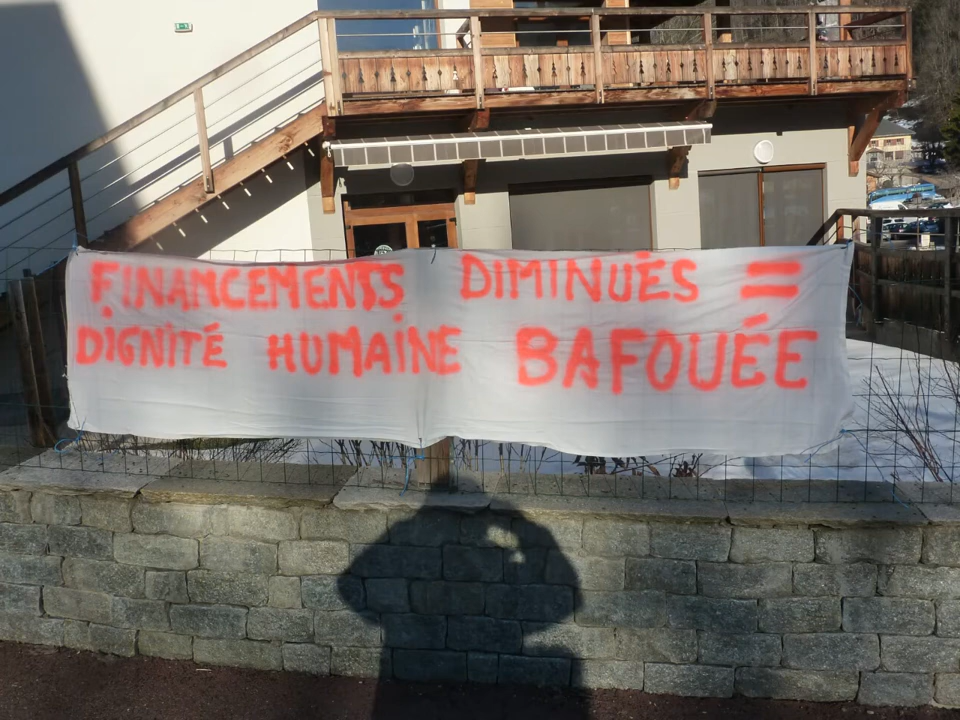 FINANCEMENTS DIMINUÉS =
DIGNITÉ HUMAINE BAFOUÉE